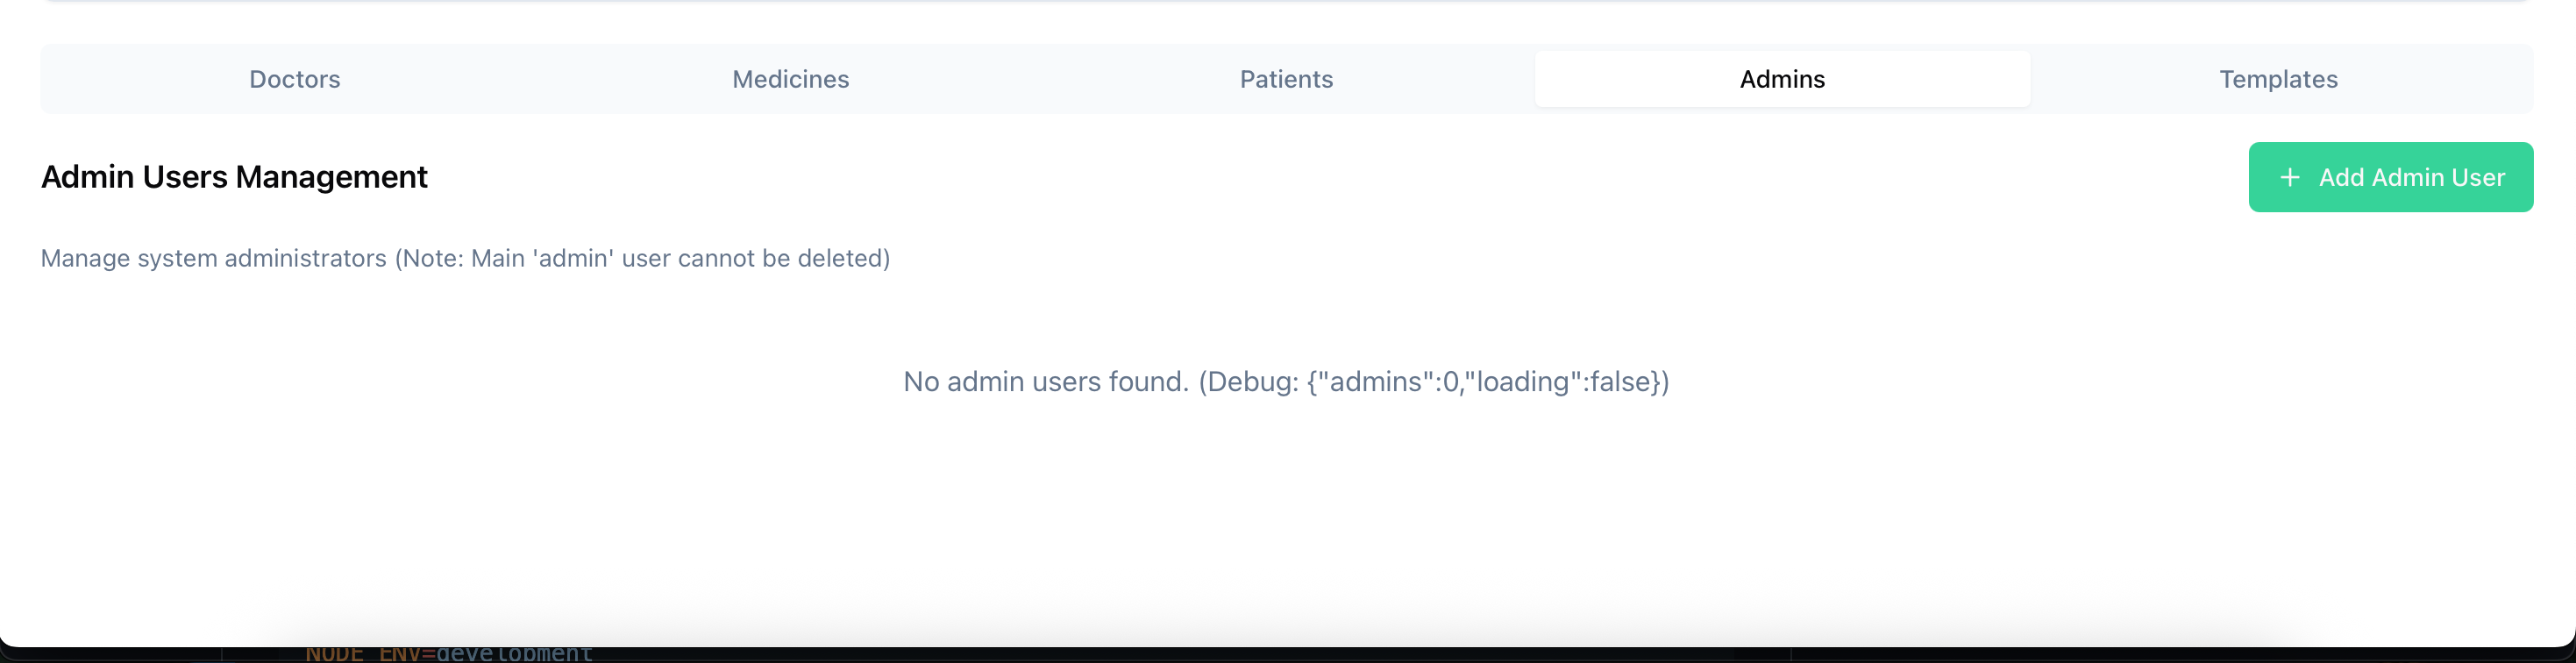 Doctors
Medicines
Patients
Admins
Templates
Admin Users Management
+ Add Admin User
Manage system administrators (Note: Main 'admin' user cannot be deleted)
No admin users found. (Debug: {"admins":0,"loading":false})
NODE_ENV=development